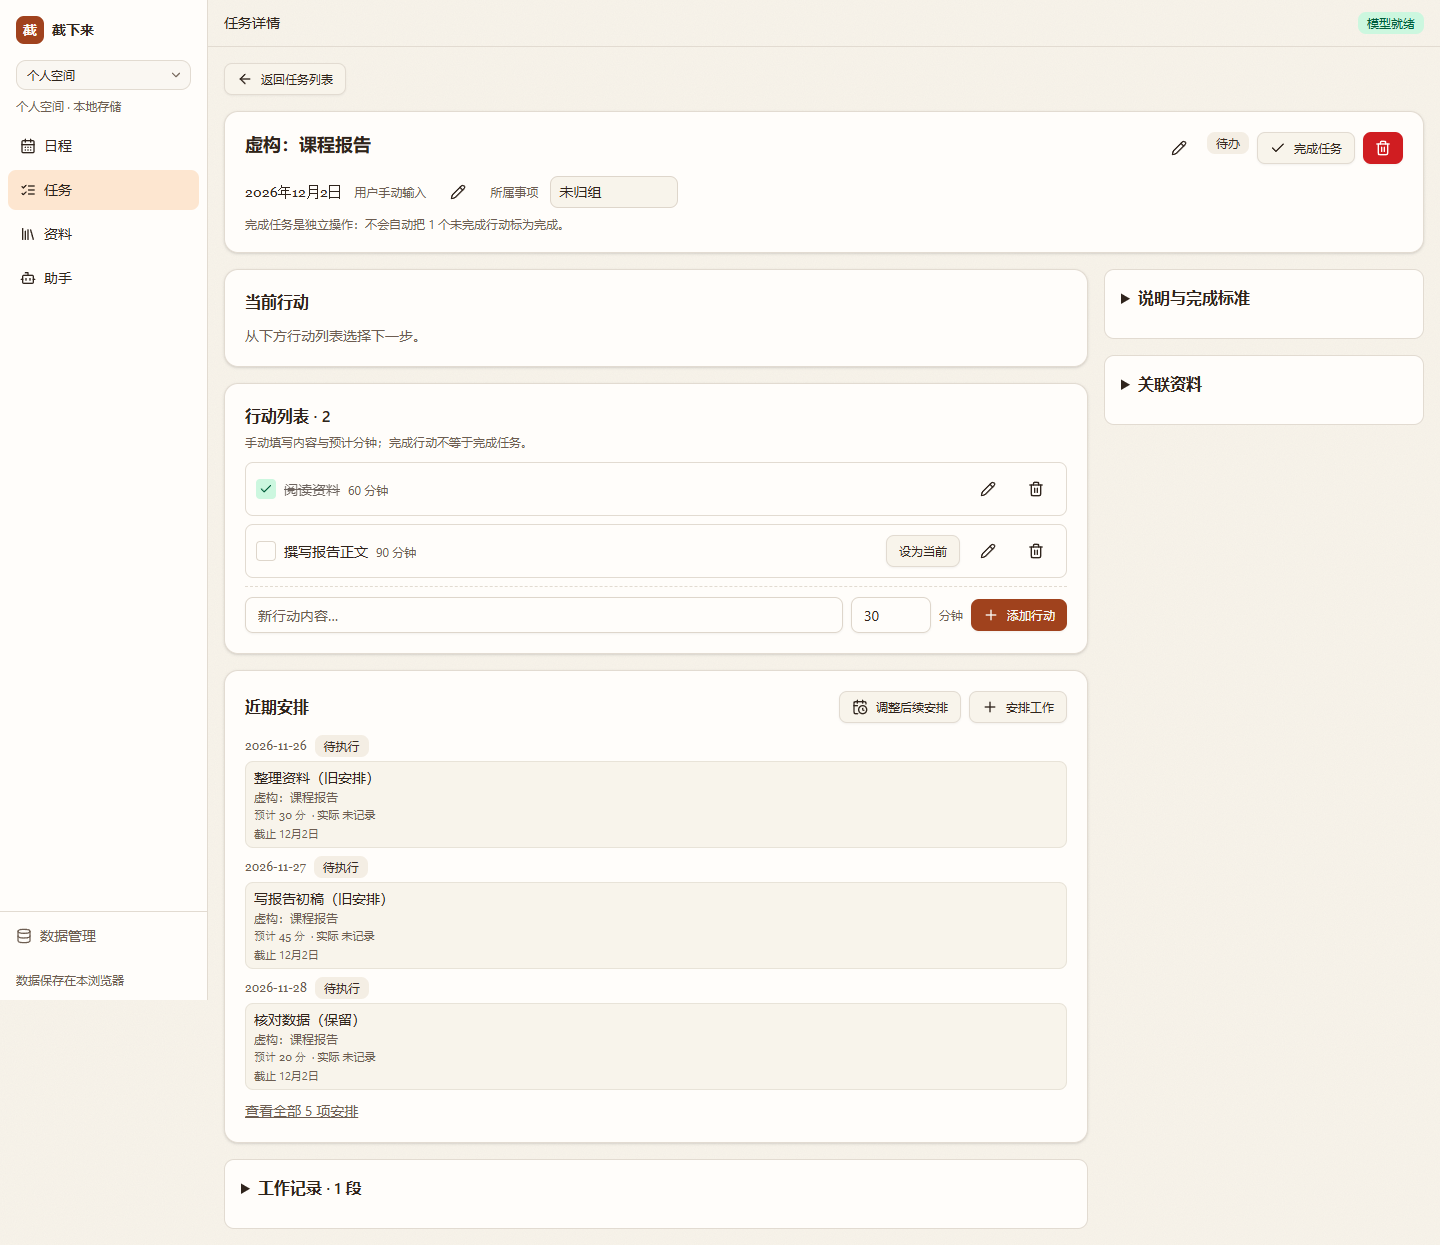 截 截下来
个人空间
个人空间 · 本地存储
日程
任务
资料
助手
数据管理
数据保存在本浏览器
任务详情
模型就绪
返回任务列表
虚构：课程报告
待办
完成任务
2026年12月2日 用户手动输入 所属事项 未归组
完成任务是独立操作：不会自动把 1 个未完成行动标为完成。
当前行动
从下方行动列表选择下一步。
行动列表 · 2
手动填写内容与预计分钟；完成行动不等于完成任务。
阅读资料 60 分钟
撰写报告正文 90 分钟 设为当前
新行动内容... 30 分钟 添加行动
近期安排 调整后续安排 安排工作
2026-11-26 待执行
整理资料（旧安排）
虚构：课程报告
预计 30 分 · 实际 未记录
截止 12月2日
2026-11-27 待执行
写报告初稿（旧安排）
虚构：课程报告
预计 45 分 · 实际 未记录
截止 12月2日
2026-11-28 待执行
核对数据（保留）
虚构：课程报告
预计 20 分 · 实际 未记录
截止 12月2日
查看全部 5 项安排
工作记录 · 1 段
说明与完成标准
关联资料